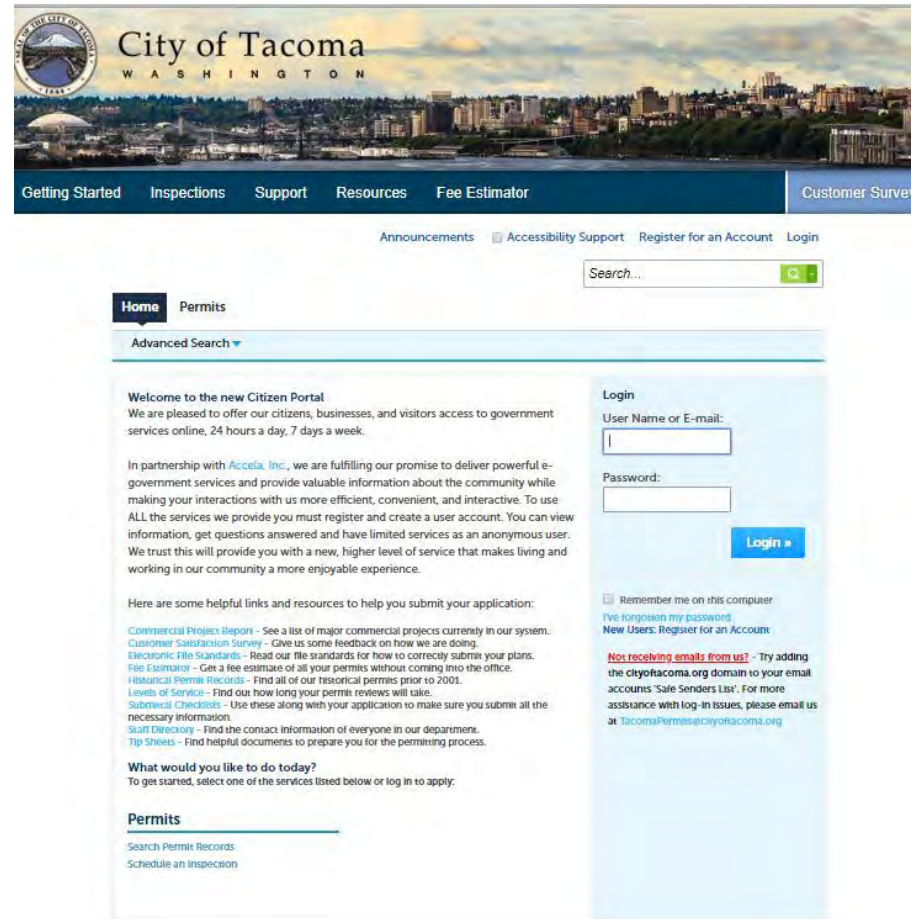 SEAL OF THE CITY OF TACOMA
1884
City of Tacoma
WASHINGTON
Getting Started Inspections Support Resources Fee Estimator Customer Surve
Announcements Accessibility Support Register for an Account Login
Search...
Home Permits
Advanced Search
Welcome to the new Citizen Portal
We are pleased to offer our citizens, businesses, and visitors access to government
services online, 24 hours a day, 7 days a week.
In partnership with Accela, Inc., we are fulfilling our promise to deliver powerful e-
government services and provide valuable information about the community while
making your interactions with us more efficient, convenient, and interactive. To use
ALL the services we provide you must register and create a user account. You can view
information, get questions answered and have limited services as an anonymous user.
We trust this will provide you with a new, higher level of service that makes living and
working in our community a more enjoyable experience.
Here are some helpful links and resources to help you submit your application:
Commercial Project Report - See a list of major commercial projects currently in our system.
Customer Satisfaction Survey - Give us some feedback on how we are doing.
Electronic File Standards - Read our file standards for how to correctly submit your plans.
Fee Estimator - Get a fee estimate of all your permits without coming into the office.
Historical Permit Records - Find all of our historical permits prior to 2001.
Levels of Service - Find out how long your permit reviews will take.
Submittal Checklists - Use these along with your application to make sure you submit all the
necessary information.
Staff Directory - Find the contact information of everyone in our department.
Tip Sheets - Find helpful documents to prepare you for the permitting process.
What would you like to do today?
To get started, select one of the services listed below or log in to apply:
Permits
Search Permit Records
Schedule an Inspection
Login
User Name or E-mail:
Password:
Login »
Remember me on this computer
I've forgotten my password
New Users: Register for an Account
Not receiving emails from us? - Try adding
the cityoftacoma.org domain to your email
accounts 'Safe Senders List'. For more
assistance with log-in issues, please email us
at TacomaPermits@cityoftacoma.org